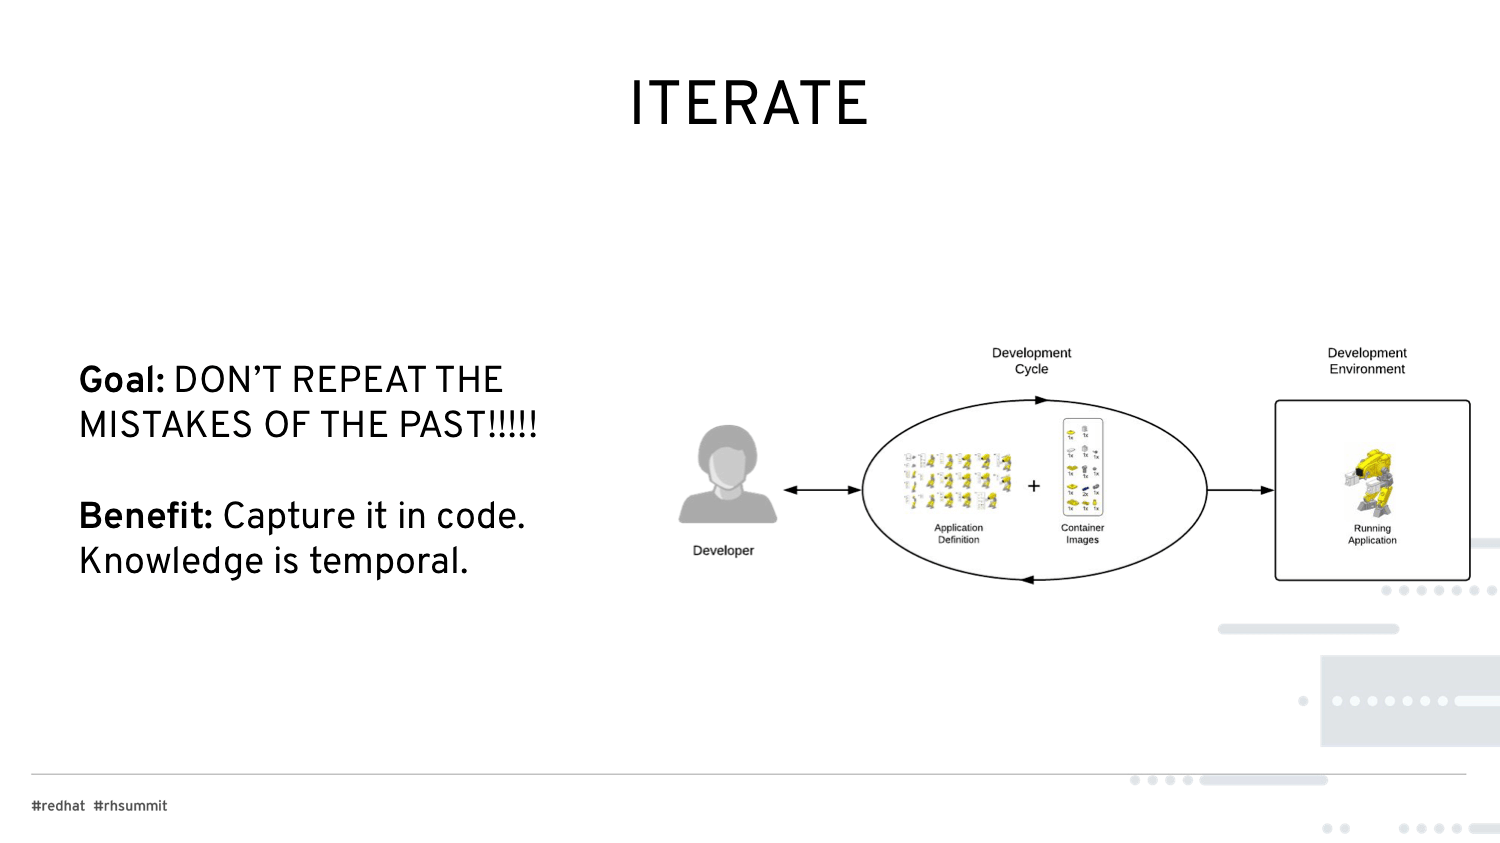 ITERATE
Goal: DON'T REPEAT THE
MISTAKES OF THE PAST!!!!!
Benefit: Capture it in code.
Knowledge is temporal.
Developer
Development
Cycle
Application
Definition
+
Container
Images
Development
Environment
Running
Application
#redhat #rhsummit